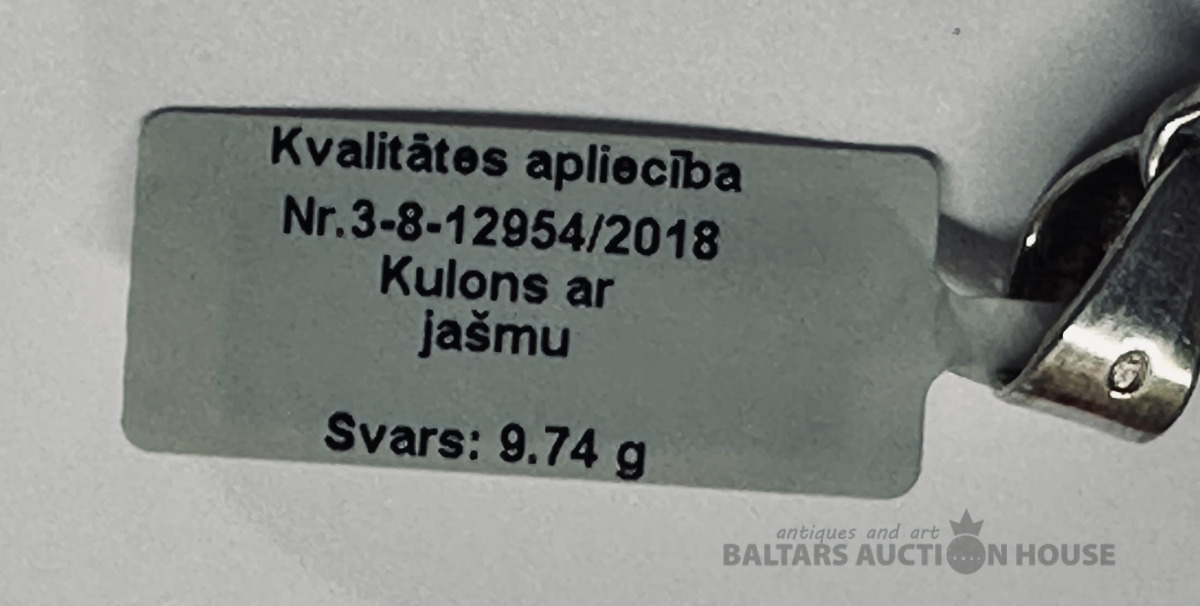 Kvalitātes apliecība
Nr.3-8-12954/2018
Kulons ar
jašmu
Svars: 9.74 g
antiques and art
BALTARS AUCTION HOUSE